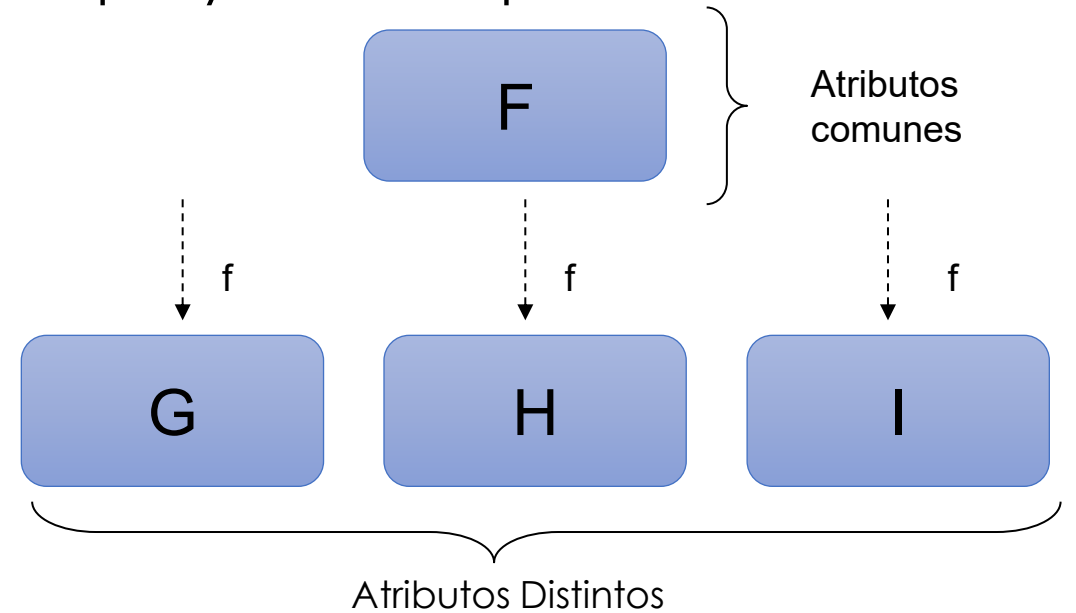 F
Atributos
comunes
f f f
G H I
Atributos Distintos